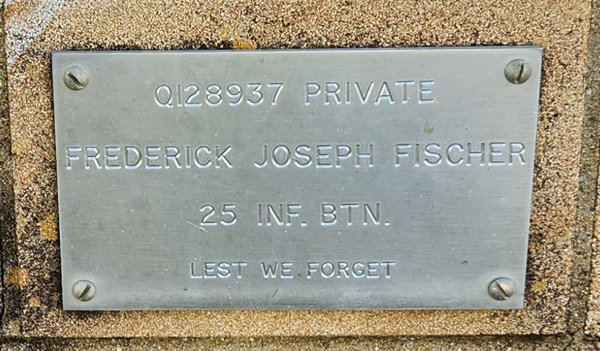 Q128937 PRIVATE
FREDERICK JOSEPH FISCHER
25 INF. BTN.
LEST WE FORGET